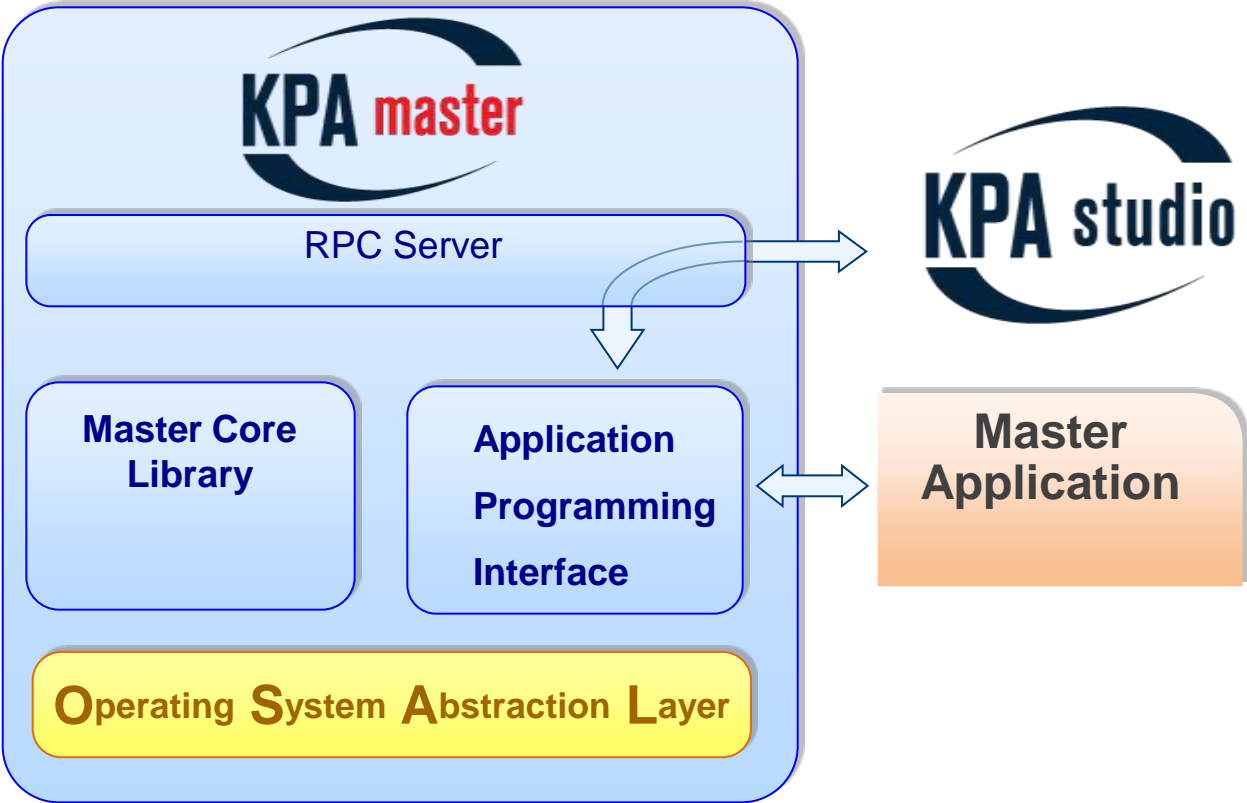 KPA master
RPC Server
KPA studio
Master Core
Library
Application
Programming
Interface
Master
Application
Operating System Abstraction Layer